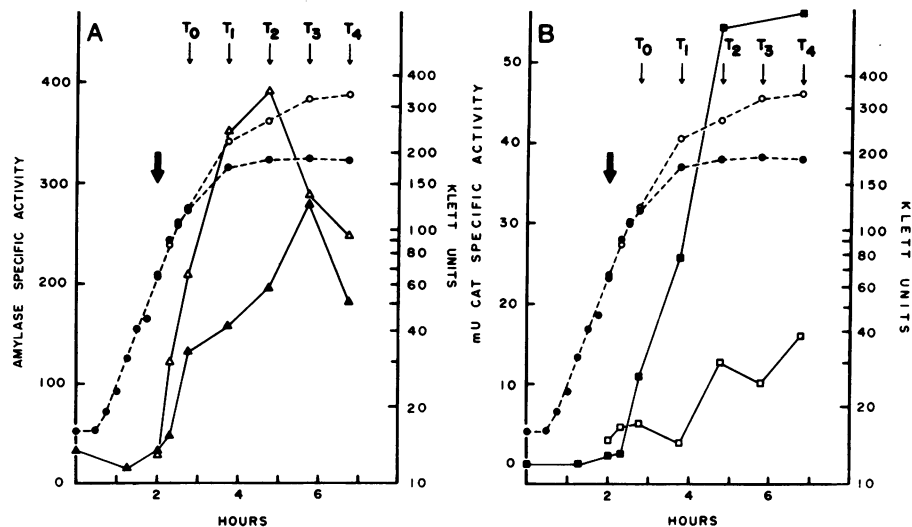 A
T0 T1 T2 T3 T4
AMYLASE SPECIFIC ACTIVITY
400
300
200
100
0
2 4 6
HOURS
400
300
200
150
100
80
60
40
20
10
KLETT UNITS
B
T0 T1 T2 T3 T4
mU CAT SPECIFIC ACTIVITY
50
40
30
20
10
0
2 4 6
HOURS
400
300
200
150
100
80
60
40
20
10
KLETT UNITS